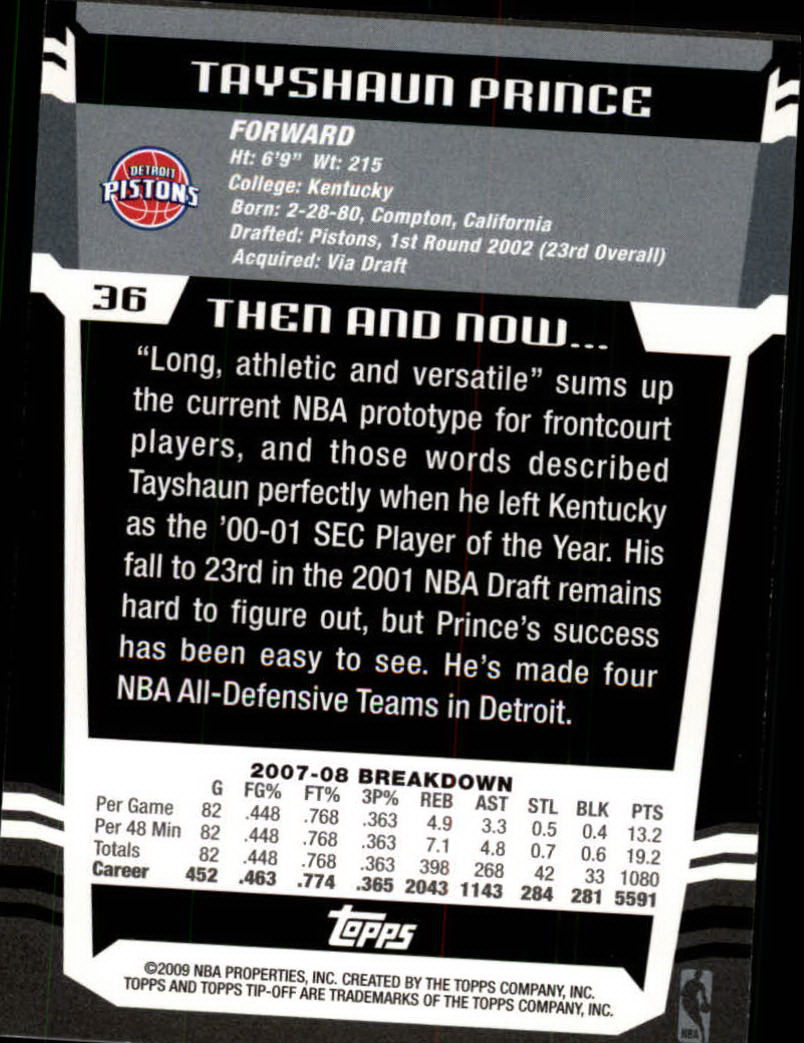 TAYSHAUN PRINCE
FORWARD
Ht: 6'9" Wt: 215
College: Kentucky
Born: 2-28-80, Compton, California
Drafted: Pistons, 1st Round 2002 (23rd Overall)
Acquired: Via Draft
DETROIT
PISTONS
36
THEN AND NOW...
"Long, athletic and versatile" sums up
the current NBA prototype for frontcourt
players, and those words described
Tayshaun perfectly when he left Kentucky
as the '00-01 SEC Player of the Year. His
fall to 23rd in the 2001 NBA Draft remains
hard to figure out, but Prince's success
has been easy to see. He's made four
NBA All-Defensive Teams in Detroit.
2007-08 BREAKDOWN
G FG% FT% 3P% REB AST STL BLK PTS
Per Game 82 .448 .768 .363 4.9 3.3 0.5 0.4 13.2
Per 48 Min 82 .448 .768 .363 7.1 4.8 0.7 0.6 19.2
Totals 82 .448 .768 .363 398 268 42 33 1080
Career 452 .463 .774 .365 2043 1143 284 281 5591
Topps
©2009 NBA PROPERTIES, INC. CREATED BY THE TOPPS COMPANY, INC.
TOPPS AND TOPPS TIP-OFF ARE TRADEMARKS OF THE TOPPS COMPANY, INC.
NBA